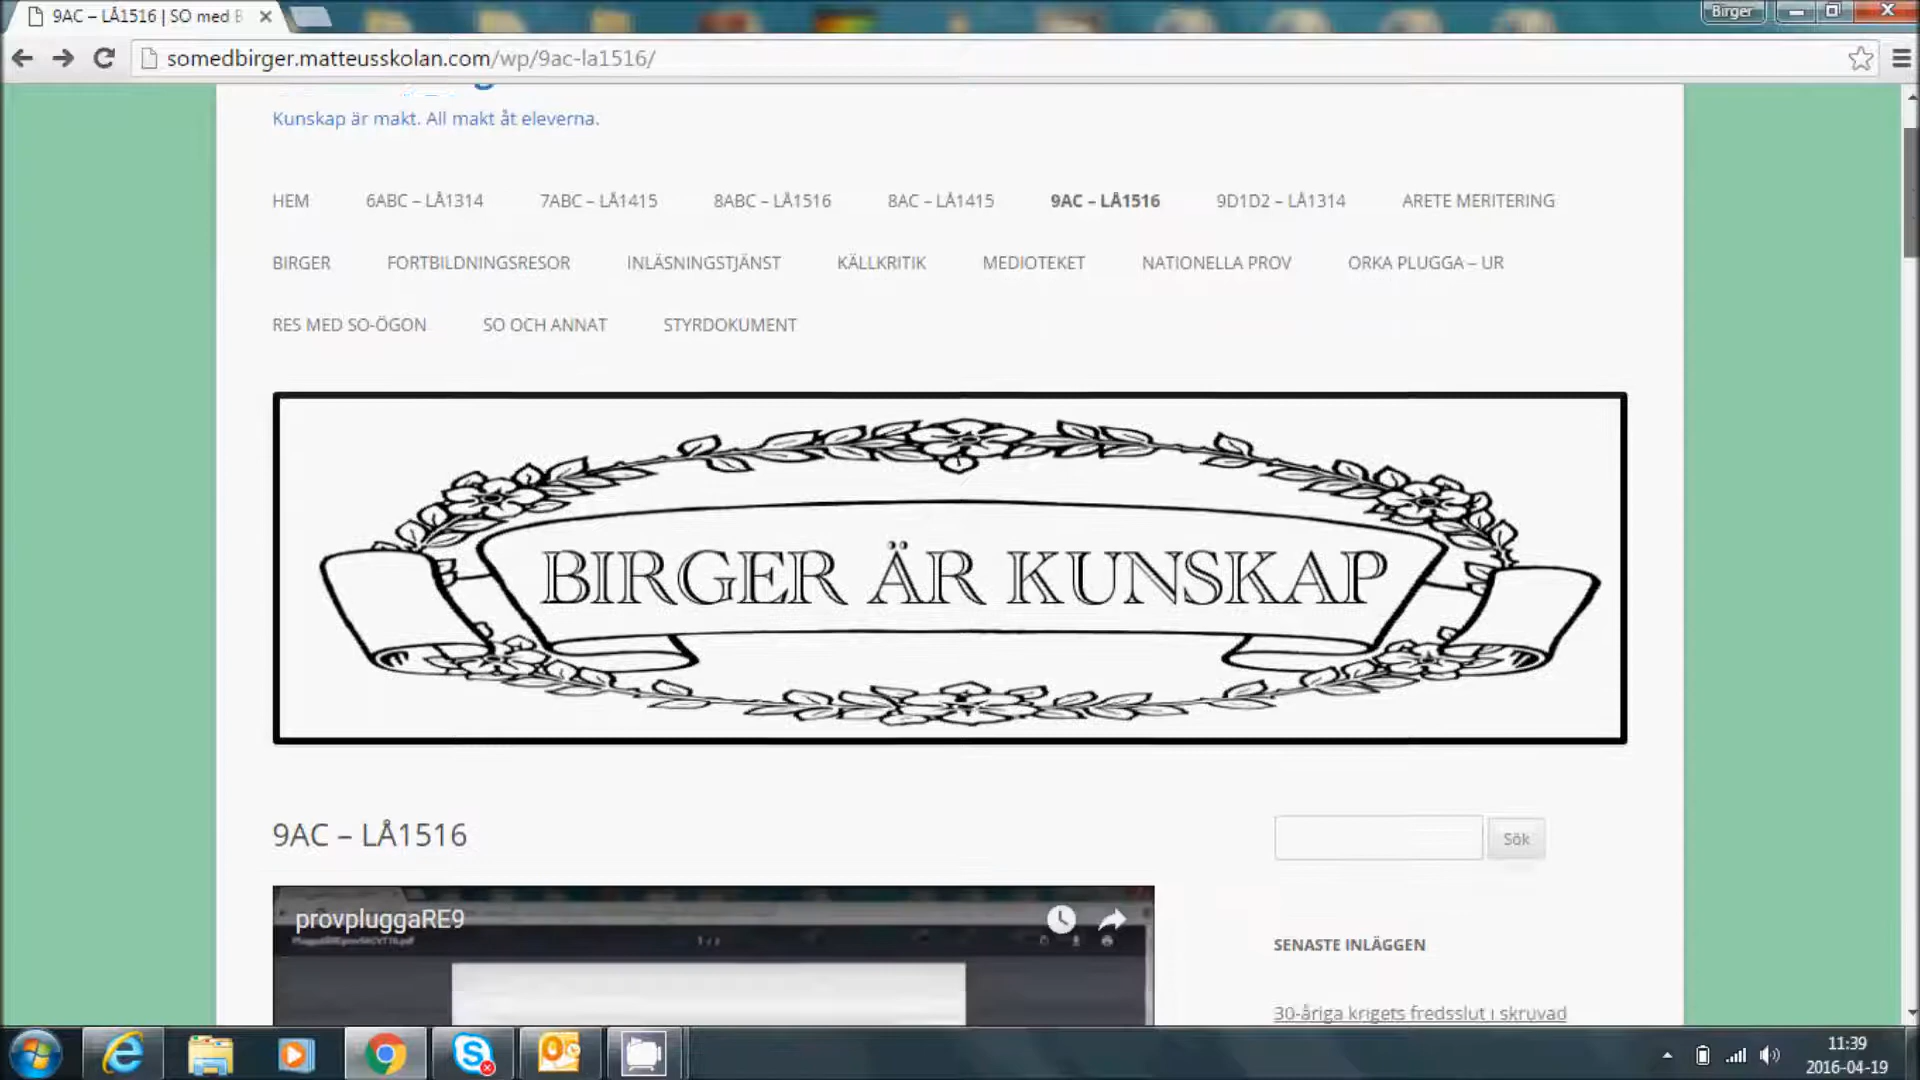 9AC – LÅ1516 | SO med B
Birger
somedbirger.matteusskolan.com/wp/9ac-la1516/
Kunskap är makt. All makt åt eleverna.
HEM 6ABC – LÅ1314 7ABC – LÅ1415 8ABC – LÅ1516 8AC – LÅ1415 9AC – LÅ1516 9D1D2 – LÅ1314 ARETE MERITERING
BIRGER FORTBILDNINGSRESOR INLÄSNINGSTJÄNST KÄLLKRITIK MEDIOTEKET NATIONELLA PROV ORKA PLUGGA – UR
RES MED SO-ÖGON SO OCH ANNAT STYRDOKUMENT
BIRGER ÄR KUNSKAP
9AC – LÅ1516
Sök
provpluggaRE9
SENASTE INLÄGGEN
30-åriga krigets fredsslut i skruvad
11:39
2016-04-19